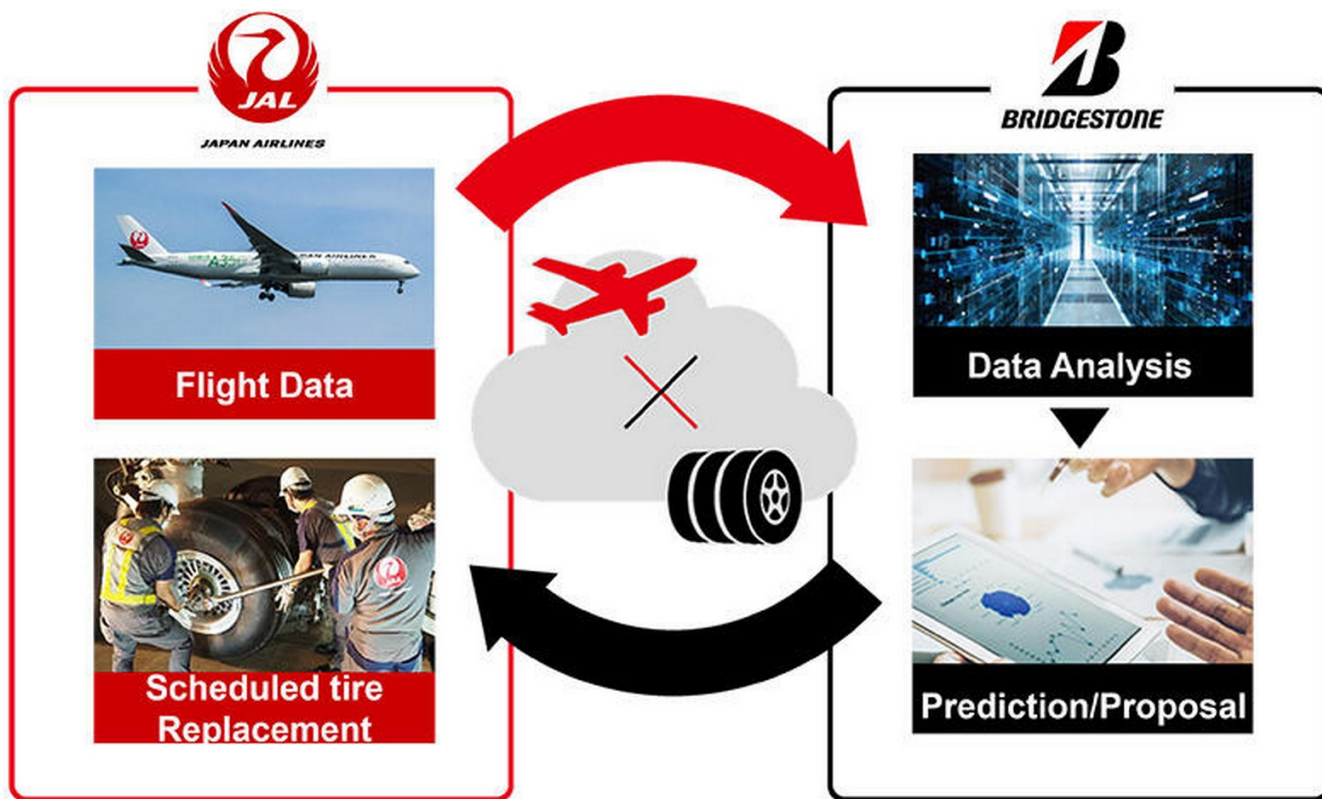 JAL
JAPAN AIRLINES
Flight Data
Scheduled tire
Replacement
B
BRIDGESTONE
Data Analysis
Prediction/Proposal